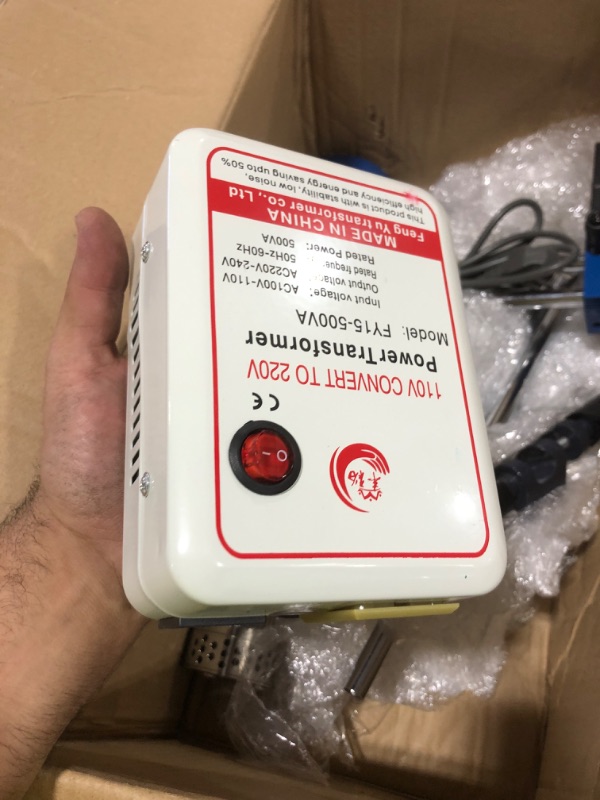 CE
110V CONVERT TO 220V
PowerTransformer
Model: FY15-500VA
Input voltage: AC100V-110V
Output volta AC220V-240V
Rated freque 50Hz-60Hz
Rated Power: 500VA
MADE IN CHINA
Feng Yu transformer co., Ltd
This product is with stability, low noise,
high efficiency and energy saving upto 50%